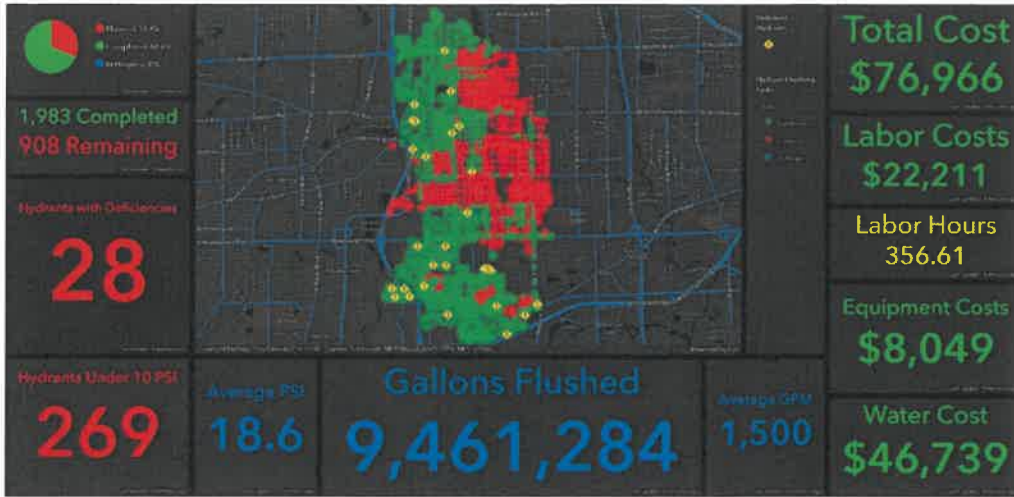 1,983 Completed
908 Remaining
Hydrants with Deficiencies
28
Hydrants Under 10 PSI
269
Average PSI
18.6
Gallons Flushed
9,461,284
Average GPM
1,500
Total Cost
$76,966
Labor Costs
$22,211
Labor Hours
356.61
Equipment Costs
$8,049
Water Cost
$46,739